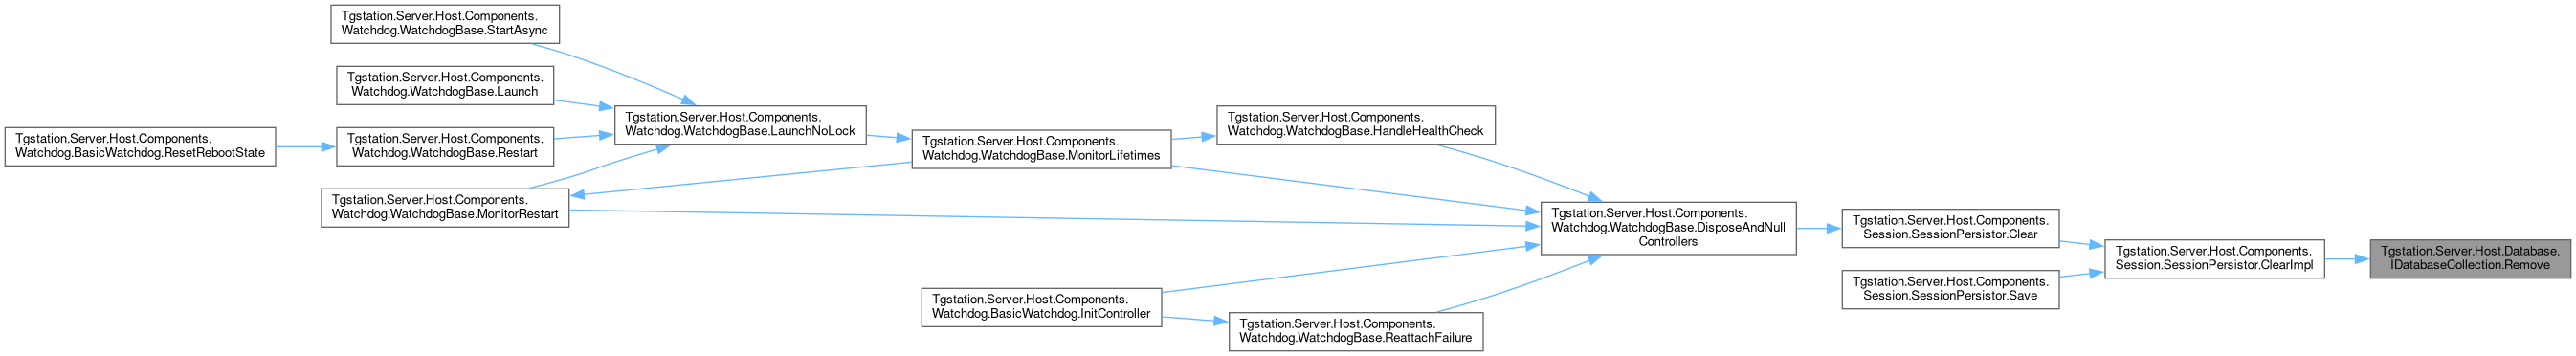 Tgstation.Server.Host.Components.
Watchdog.WatchdogBase.StartAsync
Tgstation.Server.Host.Components.
Watchdog.WatchdogBase.Launch
Tgstation.Server.Host.Components.
Watchdog.BasicWatchdog.ResetRebootState
Tgstation.Server.Host.Components.
Watchdog.WatchdogBase.Restart
Tgstation.Server.Host.Components.
Watchdog.WatchdogBase.MonitorRestart
Tgstation.Server.Host.Components.
Watchdog.WatchdogBase.LaunchNoLock
Tgstation.Server.Host.Components.
Watchdog.WatchdogBase.MonitorLifetimes
Tgstation.Server.Host.Components.
Watchdog.BasicWatchdog.InitController
Tgstation.Server.Host.Components.
Watchdog.WatchdogBase.HandleHealthCheck
Tgstation.Server.Host.Components.
Watchdog.WatchdogBase.ReattachFailure
Tgstation.Server.Host.Components.
Watchdog.WatchdogBase.DisposeAndNull
Controllers
Tgstation.Server.Host.Components.
Session.SessionPersistor.Clear
Tgstation.Server.Host.Components.
Session.SessionPersistor.Save
Tgstation.Server.Host.Components.
Session.SessionPersistor.ClearImpl
Tgstation.Server.Host.Database.
IDatabaseCollection.Remove